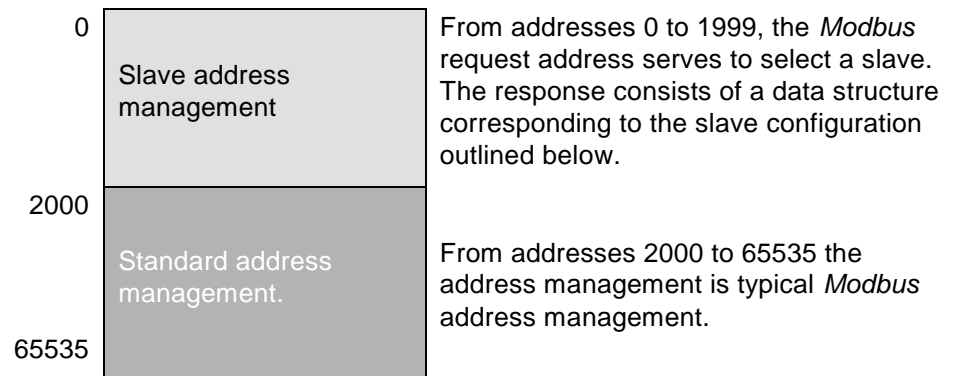 0
Slave address
management
From addresses 0 to 1999, the Modbus
request address serves to select a slave.
The response consists of a data structure
corresponding to the slave configuration
outlined below.
2000
Standard address
management.
From addresses 2000 to 65535 the
address management is typical Modbus
address management.
65535